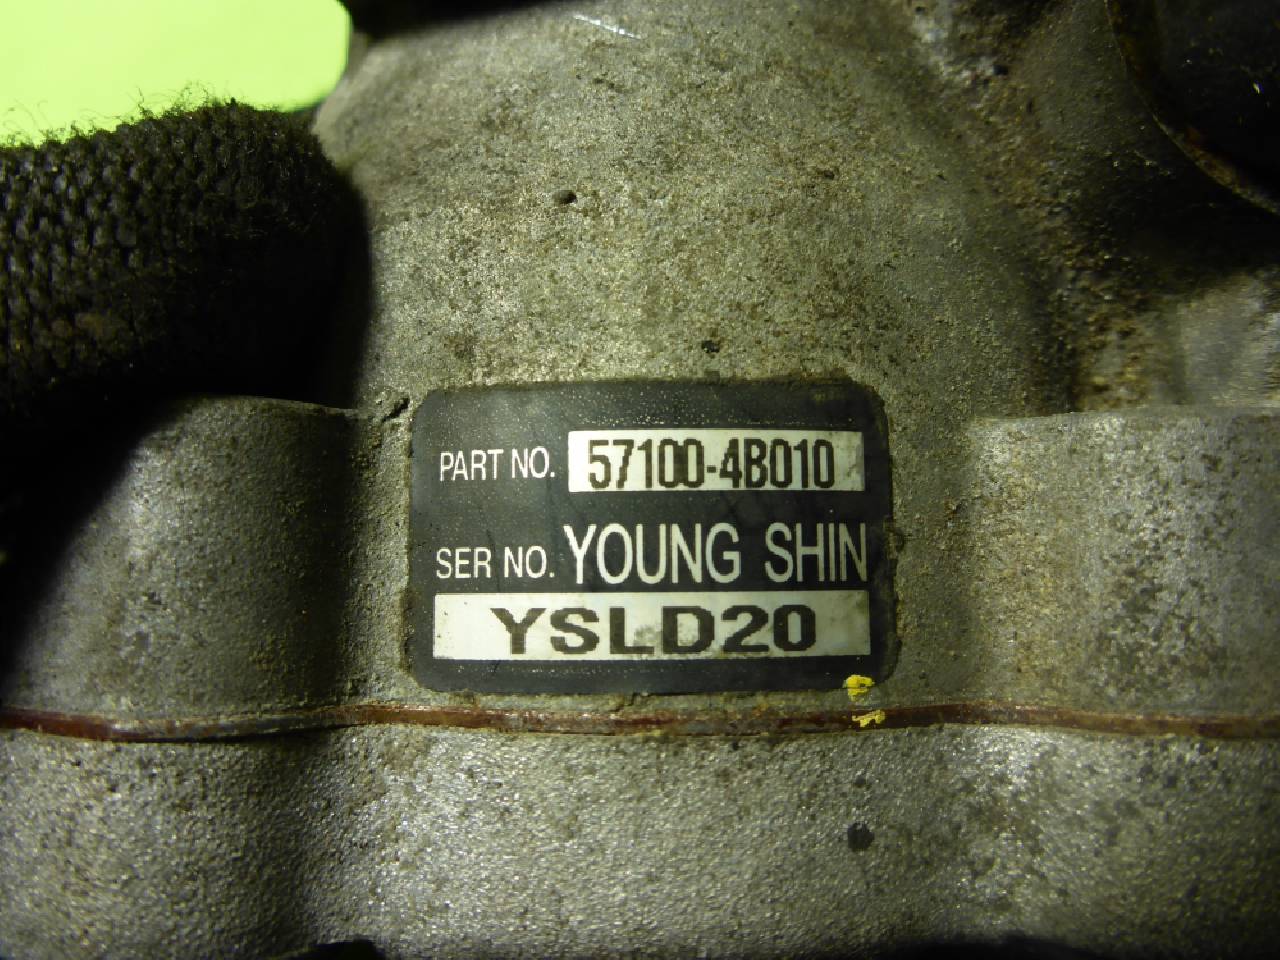 PART NO. 57100-4B010
SER NO. YOUNG SHIN
YSLD20